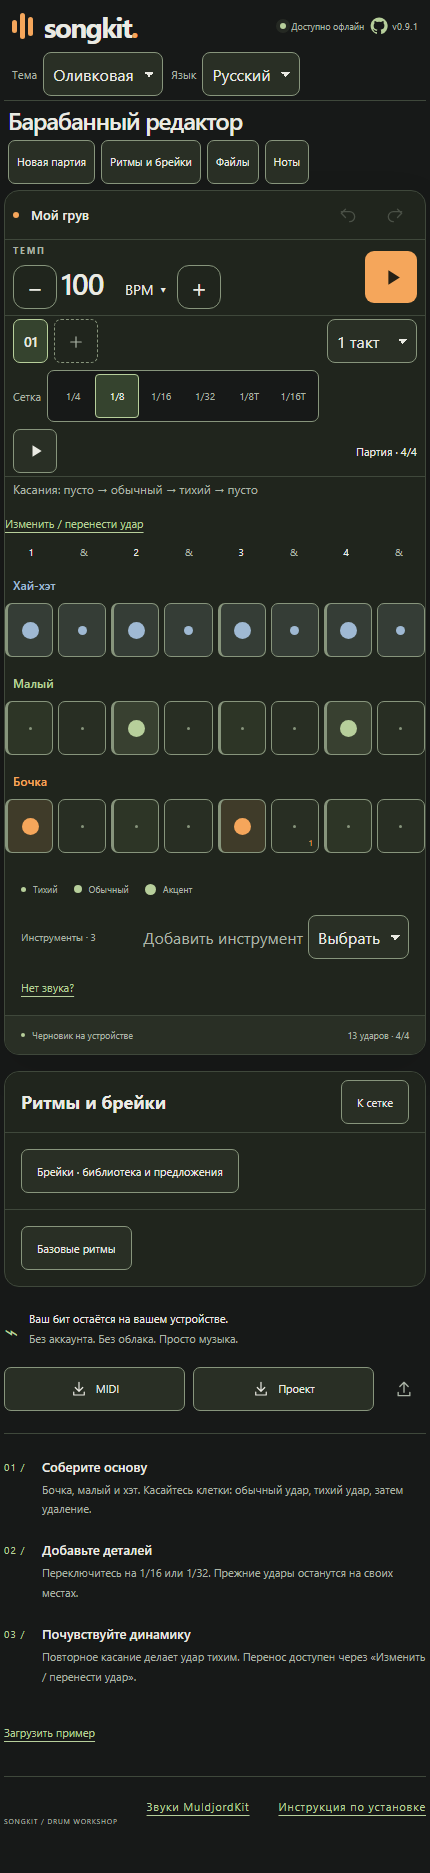 songkit.
Доступно офлайн
v0.9.1
Тема
Оливковая
Язык
Русский
Барабанный редактор
Новая партия
Ритмы и брейки
Файлы
Ноты
Мой грув
ТЕМП
−
100
BPM
+
01
+
1 такт
Сетка
1/4
1/8
1/16
1/32
1/8T
1/16T
Партия · 4/4
Касания: пусто → обычный → тихий → пусто
Изменить / перенести удар
1 & 2 & 3 & 4 &
Хай-хэт
Малый
Бочка
1
Тихий
Обычный
Акцент
Инструменты · 3
Добавить инструмент
Выбрать
Нет звука?
Черновик на устройстве
13 ударов · 4/4
Ритмы и брейки
К сетке
Брейки · библиотека и предложения
Базовые ритмы
Ваш бит остаётся на вашем устройстве.
Без аккаунта. Без облака. Просто музыка.
MIDI
Проект
01 /
Соберите основу
Бочка, малый и хэт. Касайтесь клетки: обычный удар, тихий удар, затем
удаление.
02 /
Добавьте деталей
Переключитесь на 1/16 или 1/32. Прежние удары останутся на своих
местах.
03 /
Почувствуйте динамику
Повторное касание делает удар тихим. Перенос доступен через «Изменить
/ перенести удар».
Загрузить пример
SONGKIT / DRUM WORKSHOP
Звуки MuldjordKit
Инструкция по установке